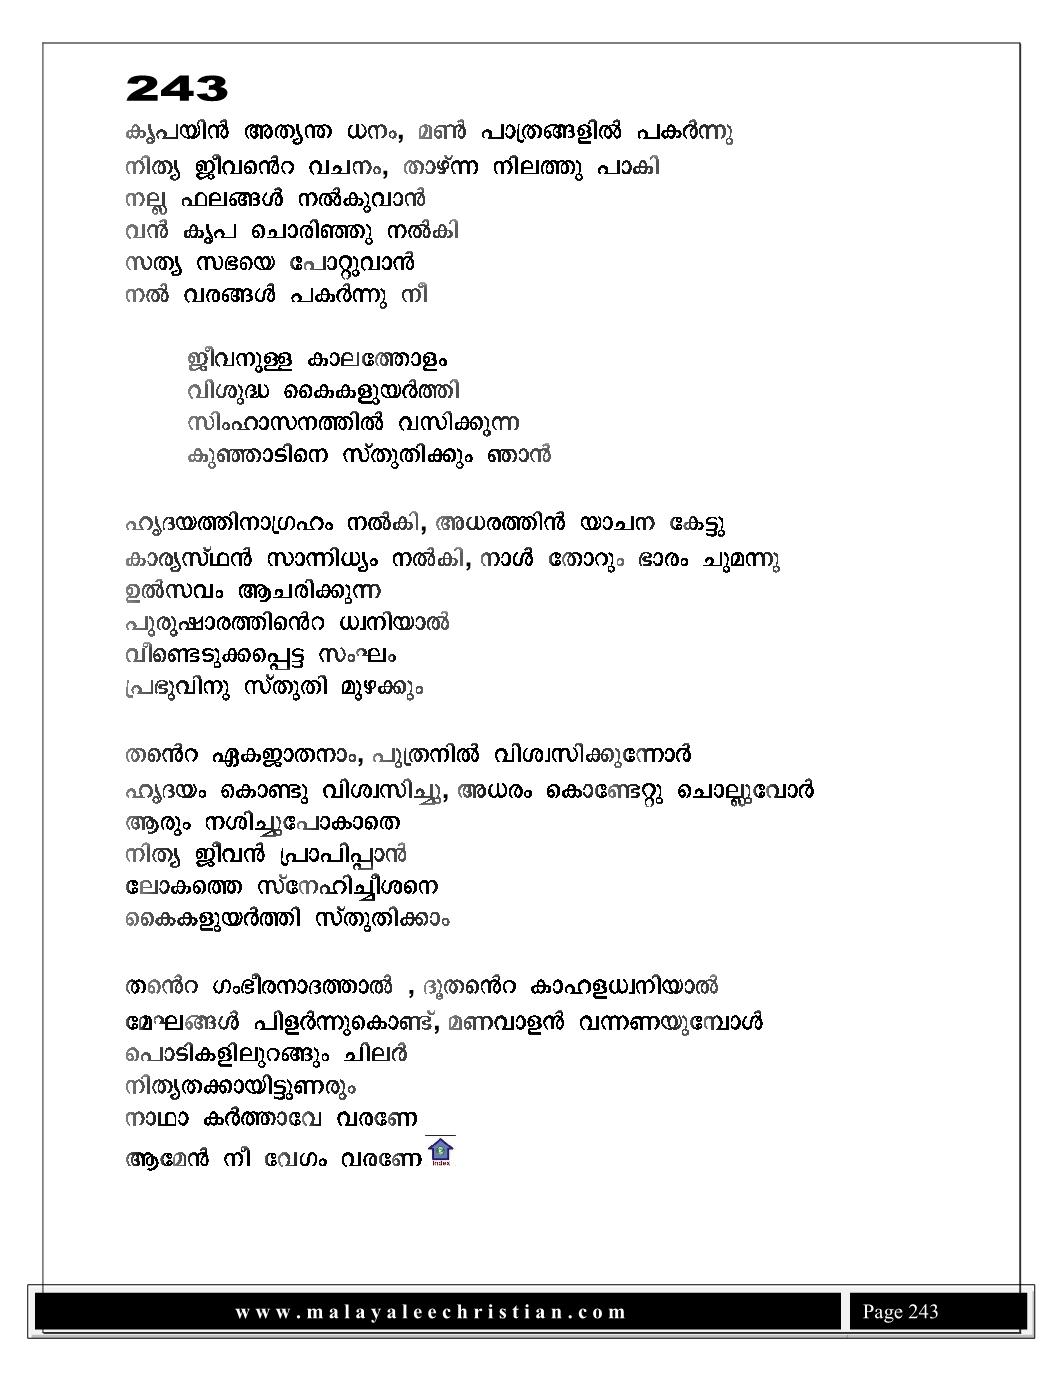 243
കൃപയിൻ അത്യന്ത ധനം, മൺ പാത്രങ്ങളിൽ പകർന്നു
നിത്യ ജീവൻെറ വചനം, താഴ്ന്ന നിലത്തു പാകി
നല്ല ഫലങ്ങൾ നൽകുവാൻ
വൻ കൃപ ചൊരിഞ്ഞു നൽകി
സത്യ സഭയെ പോറ്റുവാൻ
നൽ വരങ്ങൾ പകർന്നു നീ
ജീവനുള്ള കാലത്തോളം
വിശുദ്ധ കൈകളുയർത്തി
സിംഹാസനത്തിൽ വസിക്കുന്ന
കുഞ്ഞാടിനെ സ്തുതിക്കും ഞാൻ
ഹൃദയത്തിനാഗ്രഹം നൽകി, അധരത്തിൻ യാചന കേട്ടു
കാര്യസ്ഥൻ സാന്നിധ്യം നൽകി, നാൾ തോറും ഭാരം ചുമന്നു
ഉൽസവം ആചരിക്കുന്ന
പുരുഷാരത്തിൻെറ ധ്വനിയാൽ
വീണ്ടെടുക്കപ്പെട്ട സംഘം
പ്രഭുവിനു സ്തുതി മുഴക്കും
തൻെറ ഏകജാതനാം, പുത്രനിൽ വിശ്വസിക്കുന്നോർ
ഹൃദയം കൊണ്ടു വിശ്വസിച്ചു, അധരം കൊണ്ടേറ്റു ചൊല്ലുവോർ
ആരും നശിച്ചുപോകാതെ
നിത്യ ജീവൻ പ്രാപിപ്പാൻ
ലോകത്തെ സ്നേഹിച്ചീശനെ
കൈകളുയർത്തി സ്തുതിക്കാം
തൻെറ ഗംഭീരനാദത്താൽ , ദൂതൻെറ കാഹളധ്വനിയാൽ
മേഘങ്ങൾ പിളർന്നുകൊണ്ട്, മണവാളൻ വന്നണയുമ്പോൾ
പൊടികളിലുറങ്ങും ചിലർ
നിത്യതക്കായിട്ടുണരും
നാഥാ കർത്താവേ വരണേ
ആമേൻ നീ വേഗം വരണേ Index
www.malayaleechristian.com Page 243